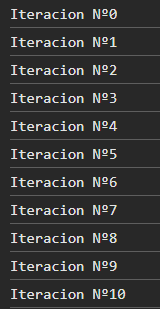 Iteracion Nº0
Iteracion Nº1
Iteracion Nº2
Iteracion Nº3
Iteracion Nº4
Iteracion Nº5
Iteracion Nº6
Iteracion Nº7
Iteracion Nº8
Iteracion Nº9
Iteracion Nº10